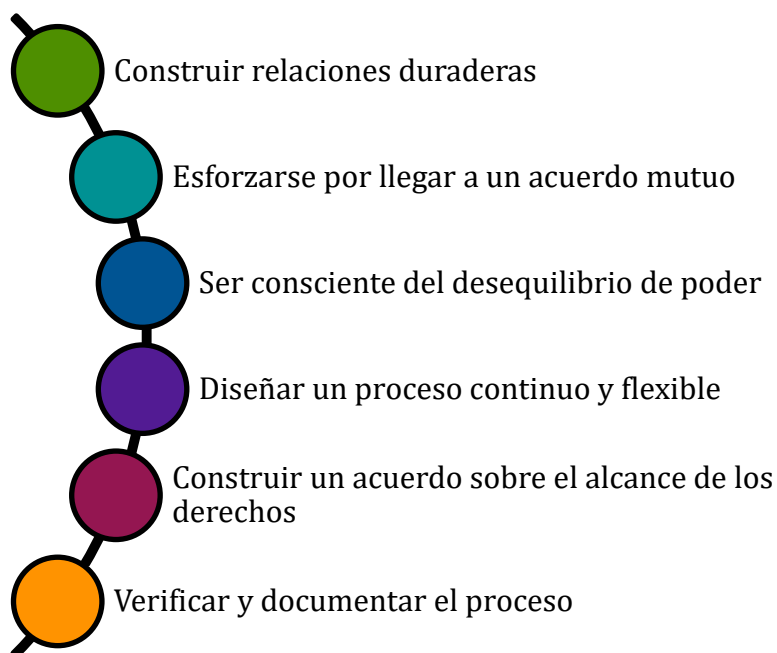 Construir relaciones duraderas
Esforzarse por llegar a un acuerdo mutuo
Ser consciente del desequilibrio de poder
Diseñar un proceso continuo y flexible
Construir un acuerdo sobre el alcance de los
derechos
Verificar y documentar el proceso